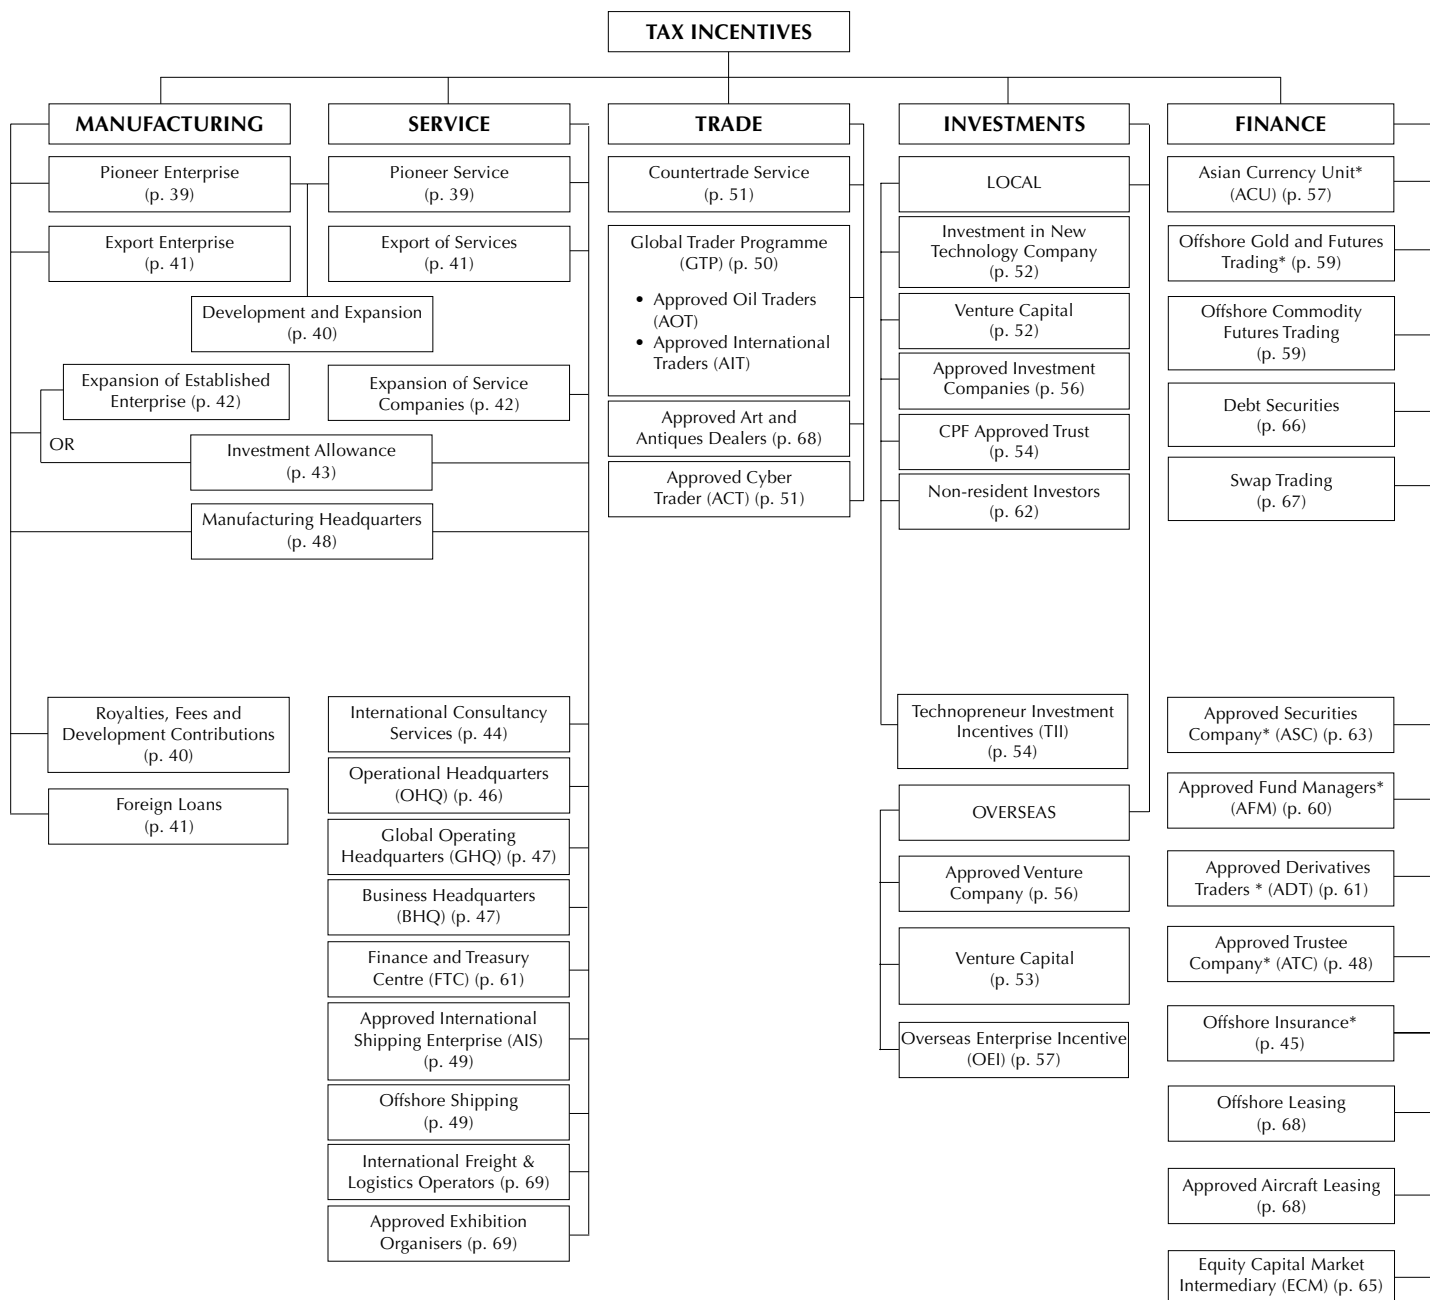 TAX INCENTIVES
MANUFACTURING
Pioneer Enterprise
(p. 39)
Export Enterprise
(p. 41)
Development and Expansion
(p. 40)
Expansion of Established
Enterprise (p. 42)
OR
Investment Allowance
(p. 43)
Manufacturing Headquarters
(p. 48)
Royalties, Fees and
Development Contributions
(p. 40)
Foreign Loans
(p. 41)
SERVICE
Pioneer Service
(p. 39)
Export of Services
(p. 41)
Expansion of Service
Companies (p. 42)
International Consultancy
Services (p. 44)
Operational Headquarters
(OHQ) (p. 46)
Global Operating
Headquarters (GHQ) (p. 47)
Business Headquarters
(BHQ) (p. 47)
Finance and Treasury
Centre (FTC) (p. 61)
Approved International
Shipping Enterprise (AIS)
(p. 49)
Offshore Shipping
(p. 49)
International Freight &
Logistics Operators (p. 69)
Approved Exhibition
Organisers (p. 69)
TRADE
Countertrade Service
(p. 51)
Global Trader Programme
(GTP) (p. 50)
• Approved Oil Traders
(AOT)
• Approved International
Traders (AIT)
Approved Art and
Antiques Dealers (p. 68)
Approved Cyber
Trader (ACT) (p. 51)
INVESTMENTS
LOCAL
Investment in New
Technology Company
(p. 52)
Venture Capital
(p. 52)
Approved Investment
Companies (p. 56)
CPF Approved Trust
(p. 54)
Non-resident Investors
(p. 62)
Technopreneur Investment
Incentives (TII)
(p. 54)
OVERSEAS
Approved Venture
Company (p. 56)
Venture Capital
(p. 53)
Overseas Enterprise Incentive
(OEI) (p. 57)
FINANCE
Asian Currency Unit*
(ACU) (p. 57)
Offshore Gold and Futures
Trading* (p. 59)
Offshore Commodity
Futures Trading
(p. 59)
Debt Securities
(p. 66)
Swap Trading
(p. 67)
Approved Securities
Company* (ASC) (p. 63)
Approved Fund Managers*
(AFM) (p. 60)
Approved Derivatives
Traders * (ADT) (p. 61)
Approved Trustee
Company* (ATC) (p. 48)
Offshore Insurance*
(p. 45)
Offshore Leasing
(p. 68)
Approved Aircraft Leasing
(p. 68)
Equity Capital Market
Intermediary (ECM) (p. 65)